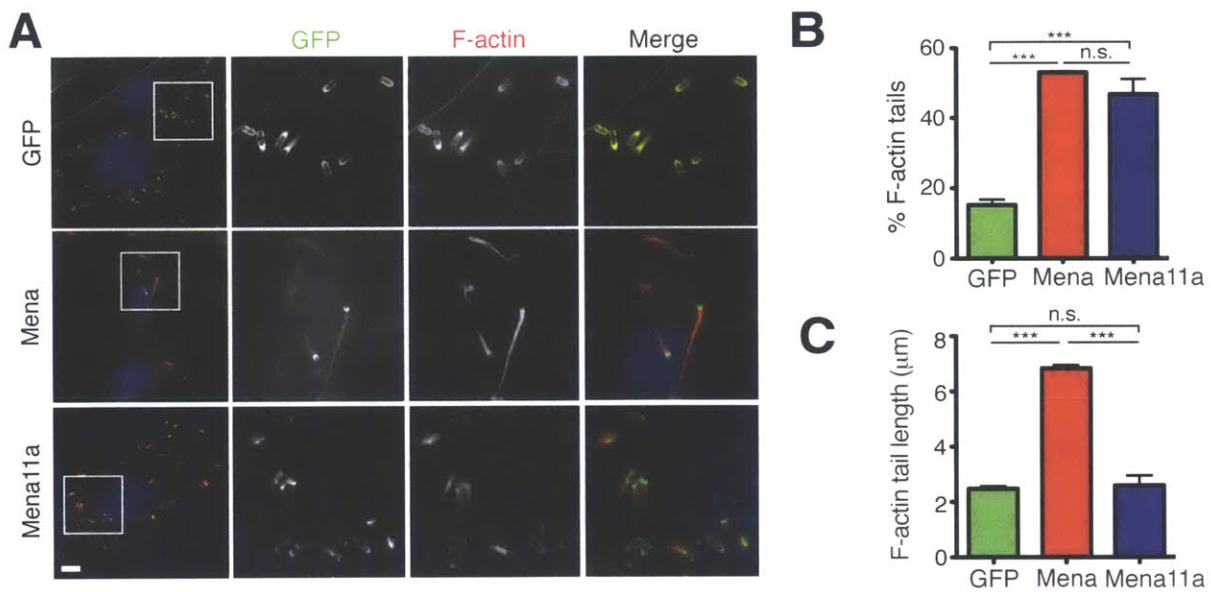 A
GFP F-actin Merge
GFP
Mena
Mena11a
B
% F-actin tails
60
40
20
0
***
*** n.s.
GFP Mena Mena11a
C
F-actin tail length (μm)
8
6
4
2
0
n.s.
*** ***
GFP Mena Mena11a